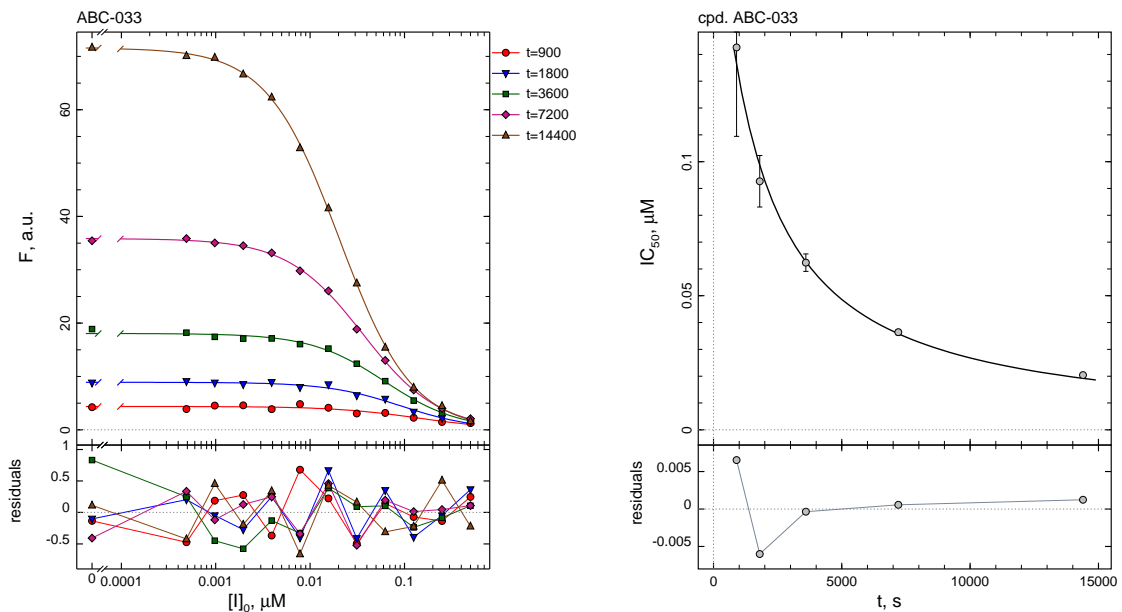 ABC-033
F, a.u.
0
20
40
60
t=900
t=1800
t=3600
t=7200
t=14400
residuals
-0.5
0
0.5
1
0
0.0001
0.001
0.01
0.1
[I]0, μM
cpd. ABC-033
IC50, μM
0
0.05
0.1
residuals
-0.005
0
0.005
0
5000
10000
15000
t, s